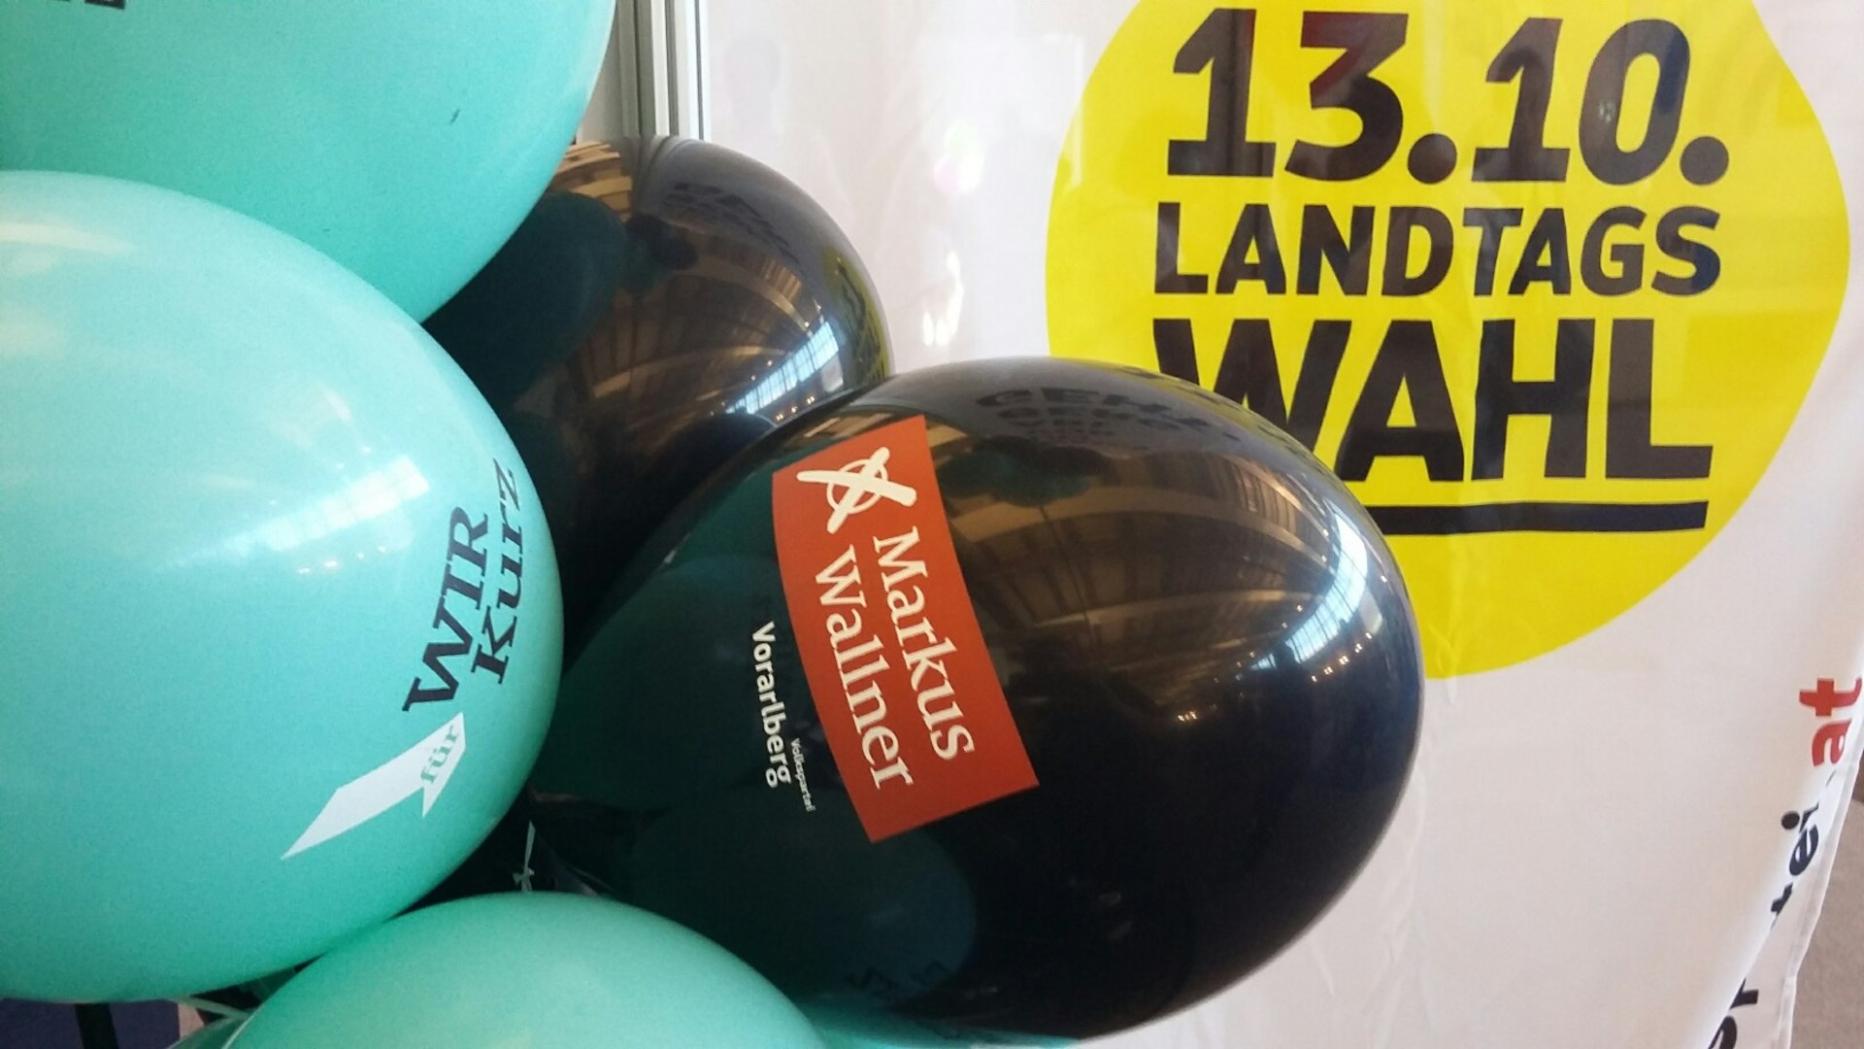 13.10.
LANDTAGS
WAHL
WIR
für
Kurz
Markus
Wallner
Volkspartei
Vorarlberg
.at